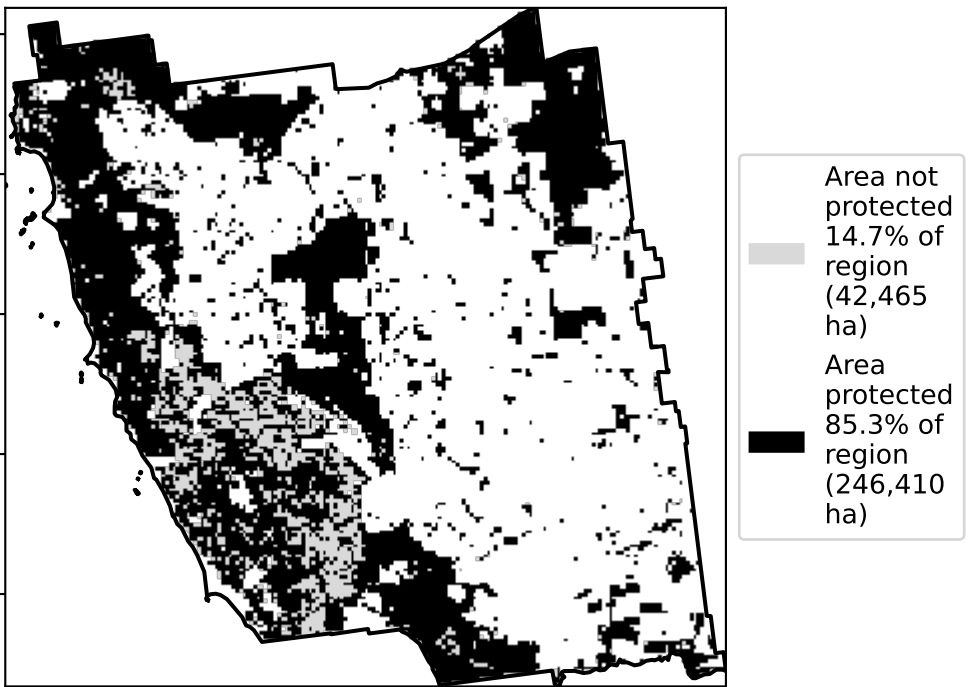 Area not
protected
14.7% of
region
(42,465
ha)
Area
protected
85.3% of
region
(246,410
ha)